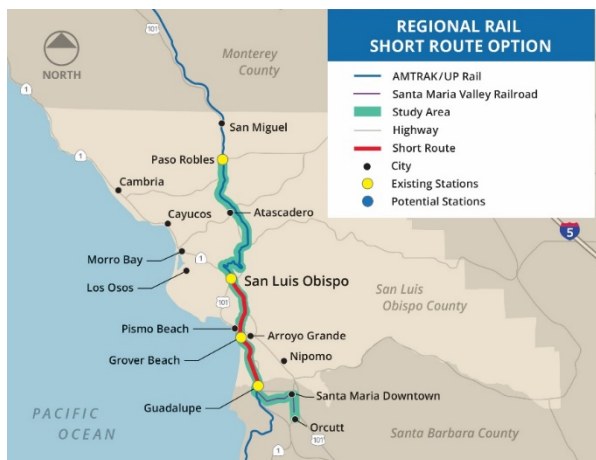 REGIONAL RAIL
SHORT ROUTE OPTION
AMTRAK/UP Rail
Santa Maria Valley Railroad
Study Area
Highway
Short Route
City
Existing Stations
Potential Stations
101
NORTH
Monterey
County
1
San Miguel
Paso Robles
1
Cambria
Cayucos
Atascadero
5
Morro Bay
1
Los Osos
San Luis Obispo
101
San Luis
Obispo County
Pismo Beach
Arroyo Grande
Grover Beach
Nipomo
Santa Maria Downtown
Guadalupe
Orcutt
PACIFIC
OCEAN
1
101
Santa Barbara County